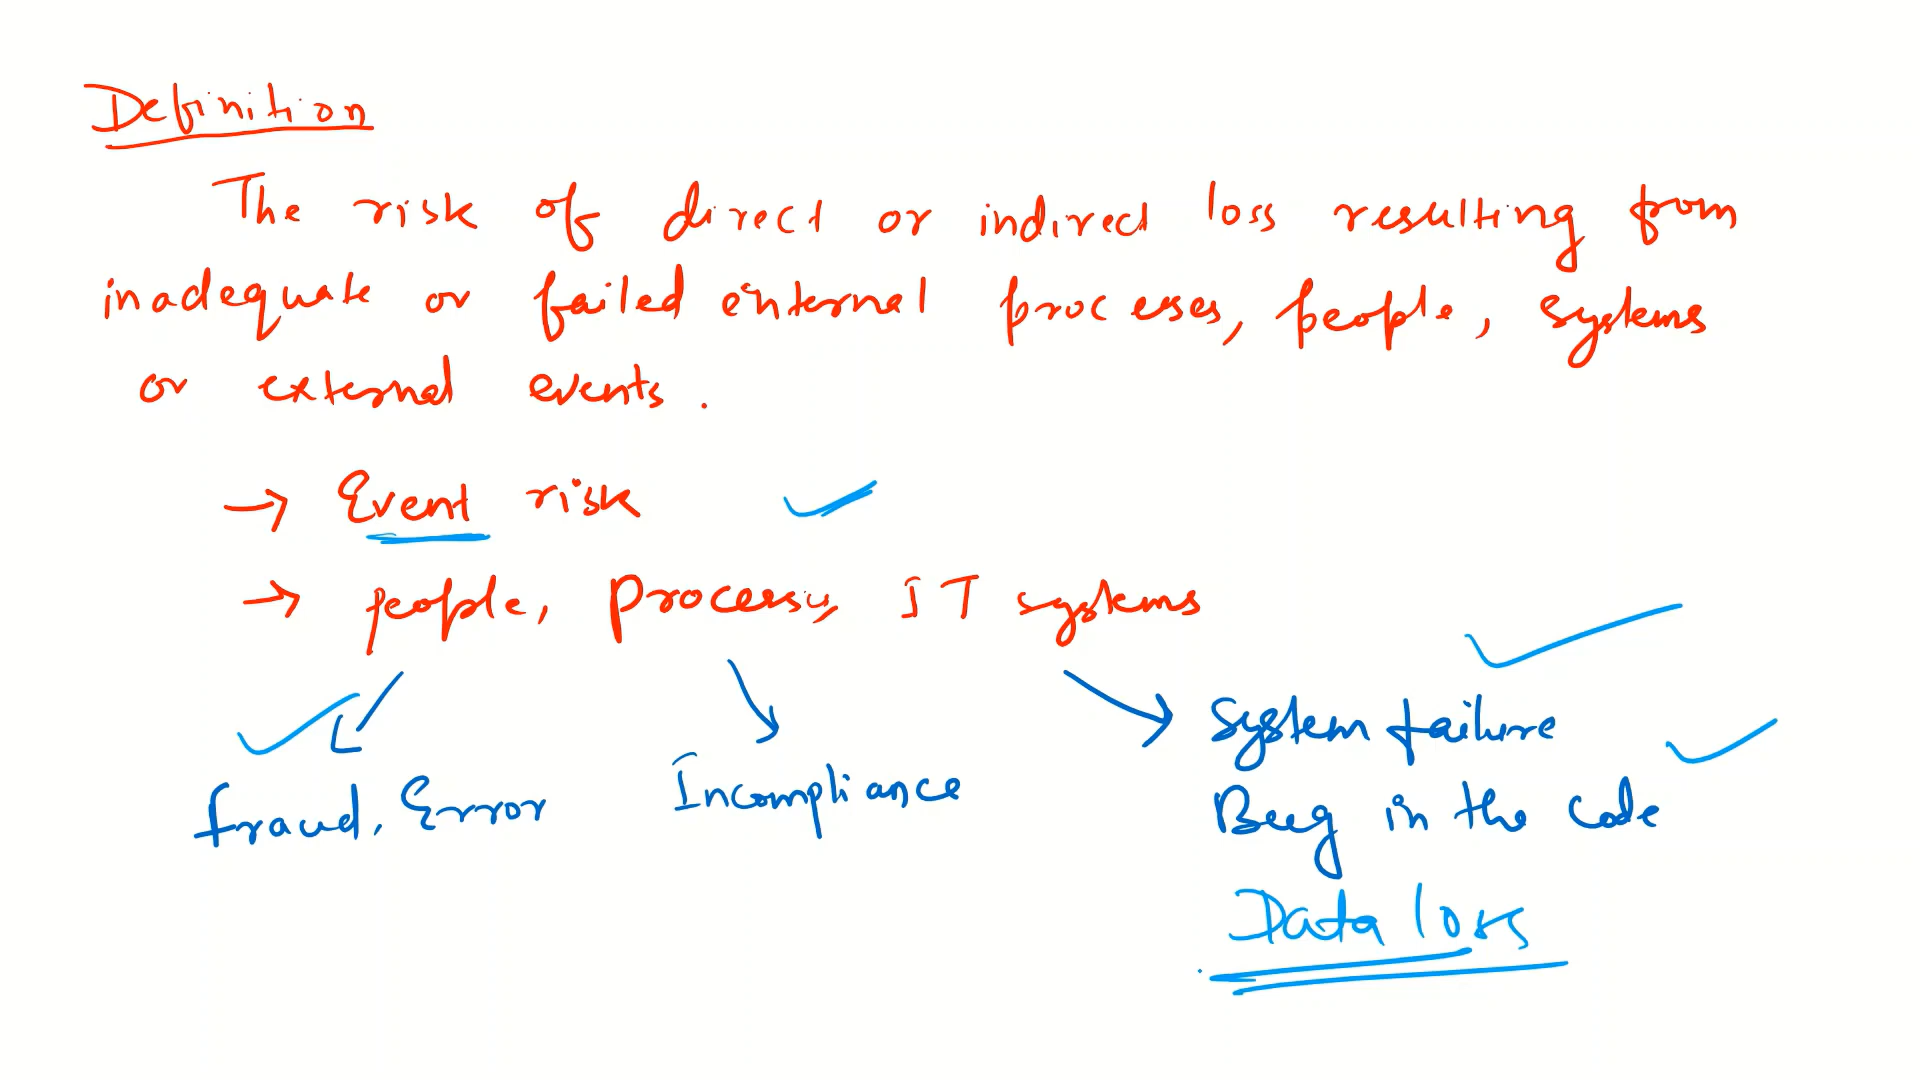 Definition
The risk of direct or indirect loss resulting from
inadequate or failed internal processes, people, systems
or external events.
→ Event risk
→ people, process, IT systems
System failure
fraud, Error Incompliance
Bug in the code
Data loss